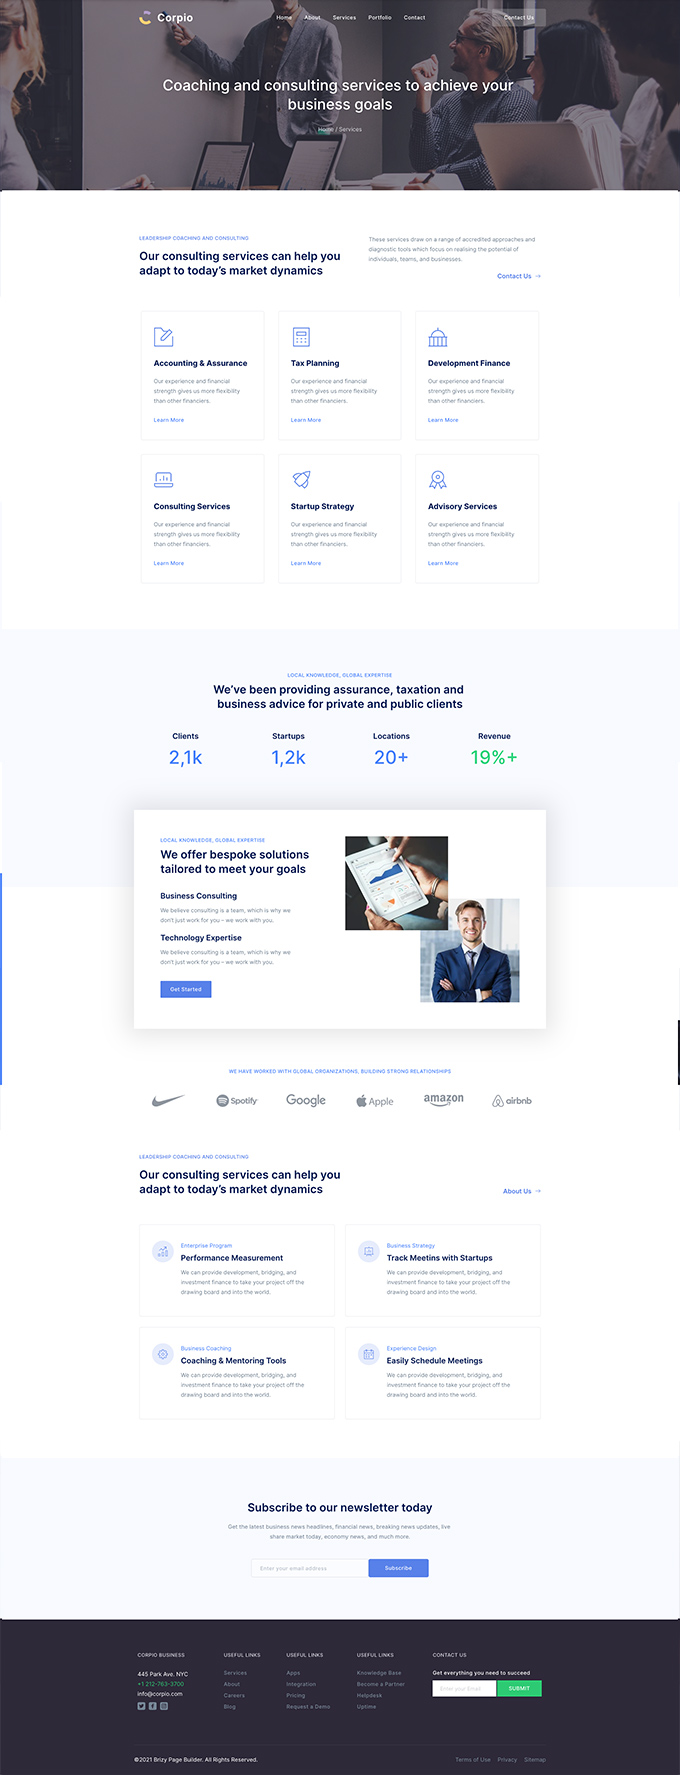 Corpio
Home About Services Portfolio Contact
Contact Us
Coaching and consulting services to achieve your
business goals
Home / Services
LEADERSHIP COACHING AND CONSULTING
Our consulting services can help you
adapt to today's market dynamics
These services draw on a range of accredited approaches and
diagnostic tools which focus on realising the potential of
individuals, teams, and businesses.
Contact Us →
Accounting & Assurance
Our experience and financial
strength gives us more flexibility
than other financiers.
Learn More
Tax Planning
Our experience and financial
strength gives us more flexibility
than other financiers.
Learn More
Development Finance
Our experience and financial
strength gives us more flexibility
than other financiers.
Learn More
Consulting Services
Our experience and financial
strength gives us more flexibility
than other financiers.
Learn More
Startup Strategy
Our experience and financial
strength gives us more flexibility
than other financiers.
Learn More
Advisory Services
Our experience and financial
strength gives us more flexibility
than other financiers.
Learn More
LOCAL KNOWLEDGE, GLOBAL EXPERTISE
We've been providing assurance, taxation and
business advice for private and public clients
Clients
2,1k
Startups
1,2k
Locations
20+
Revenue
19%+
LOCAL KNOWLEDGE, GLOBAL EXPERTISE
We offer bespoke solutions
tailored to meet your goals
Business Consulting
We believe consulting is a team, which is why we
don't just work for you – we work with you.
Technology Expertise
We believe consulting is a team, which is why we
don't just work for you – we work with you.
Get Started
WE HAVE WORKED WITH GLOBAL ORGANIZATIONS, BUILDING STRONG RELATIONSHIPS
Spotify Google Apple amazon airbnb
LEADERSHIP COACHING AND CONSULTING
Our consulting services can help you
adapt to today's market dynamics
About Us →
Enterprise Program
Performance Measurement
We can provide development, bridging, and
investment finance to take your project off the
drawing board and into the world.
Business Strategy
Track Meetins with Startups
We can provide development, bridging, and
investment finance to take your project off the
drawing board and into the world.
Business Coaching
Coaching & Mentoring Tools
We can provide development, bridging, and
investment finance to take your project off the
drawing board and into the world.
Experience Design
Easily Schedule Meetings
We can provide development, bridging, and
investment finance to take your project off the
drawing board and into the world.
Subscribe to our newsletter today
Get the latest business news headlines, financial news, breaking news updates, live
share market today, economy news, and much more.
Enter your email address
Subscribe
CORPIO BUSINESS
445 Park Ave. NYC
+1 212-763-3700
info@corpio.com
USEFUL LINKS
Services
About
Careers
Blog
USEFUL LINKS
Apps
Integration
Pricing
Request a Demo
USEFUL LINKS
Knowledge Base
Become a Partner
Helpdesk
Uptime
CONTACT US
Get everything you need to succeed
Enter your Email
SUBMIT
©2021 Brizy Page Builder. All Rights Reserved.
Terms of Use Privacy Sitemap